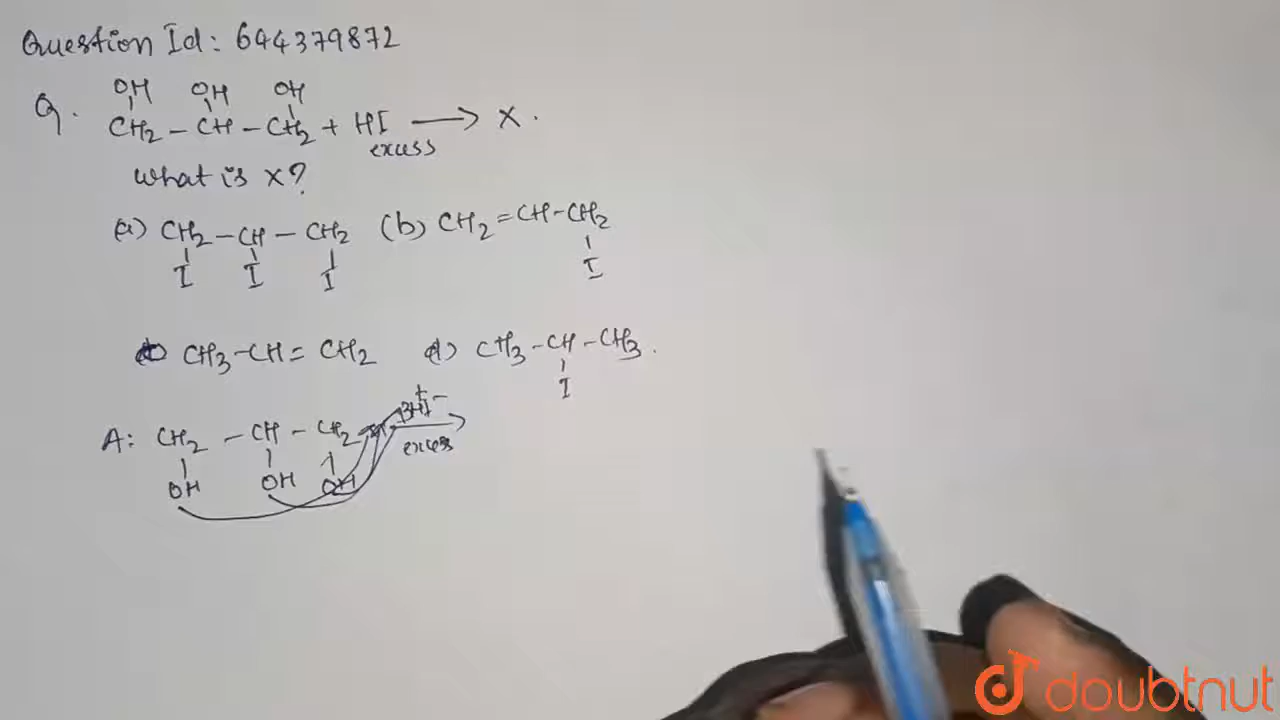 Question Id: 644379872
OH OH OH
Q. CH2 - CH - CH2 + HI → X.
excess
What is X?
(a) CH2 - CH - CH2 (b) CH2 = CH - CH2
I I I I
CH3 - CH = CH2 (d) CH3 - CH - CH3.
I
A: CH2 - CH - CH2
excess
OH OH OH
doubtnut